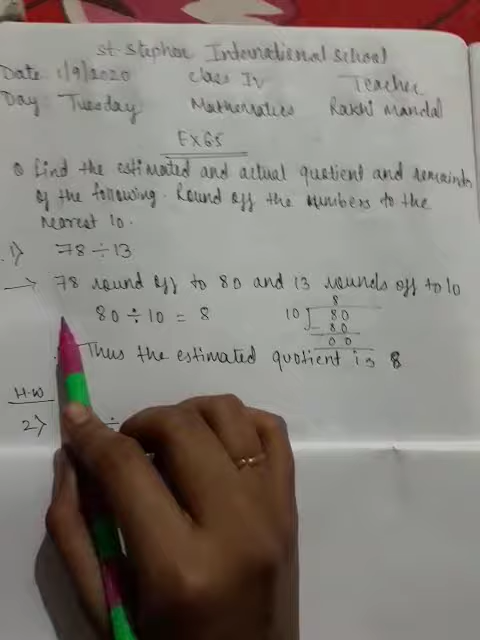 St. Stephen International School
Date: 1/9/2020 Class IV Teacher
Day: Tuesday Mathematics Rakhi Mandal
EX 65
Find the estimated and actual quotient and remainder
of the following. Round off the numbers to the
nearest 10.
1) 78 ÷ 13
→ 78 round off to 80 and 13 rounds off to 10
80 ÷ 10 = 8
8
10 80
- 80
00
Thus the estimated quotient is 8
H.W
2) ÷